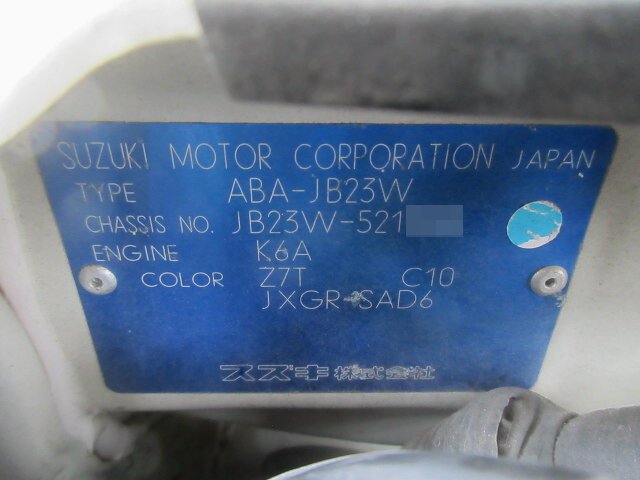 SUZUKI MOTOR CORPORATION JAPAN
TYPE ABA-JB23W
CHASSIS NO. JB23W-521
ENGINE K6A
COLOR Z7T C10
JXGR-SAD6
スズキ株式会社